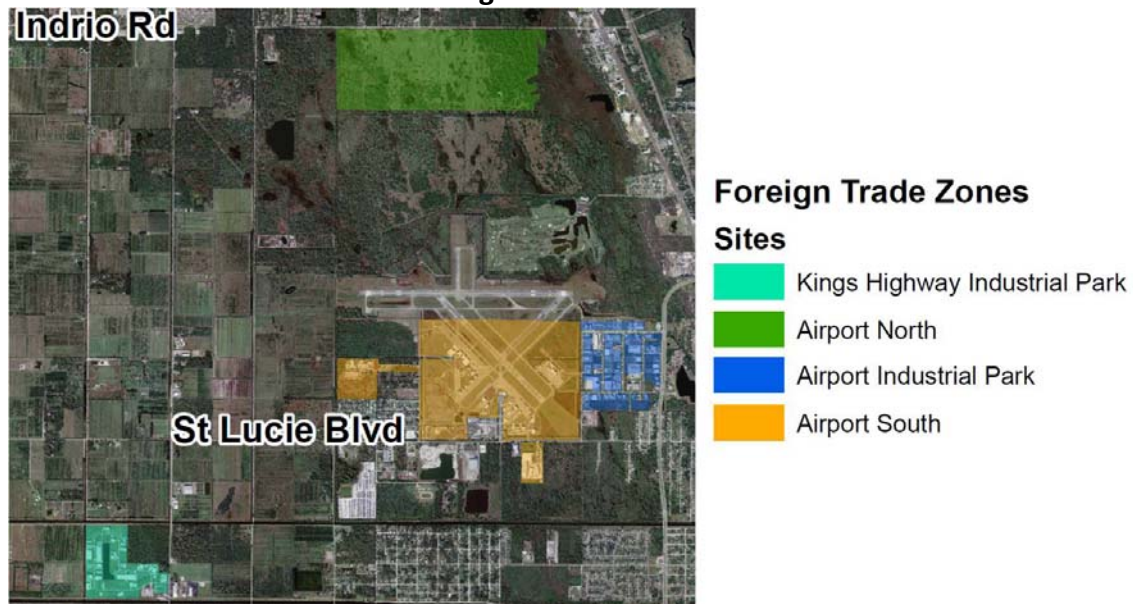 Indrio Rd
St Lucie Blvd
Foreign Trade Zones
Sites
Kings Highway Industrial Park
Airport North
Airport Industrial Park
Airport South